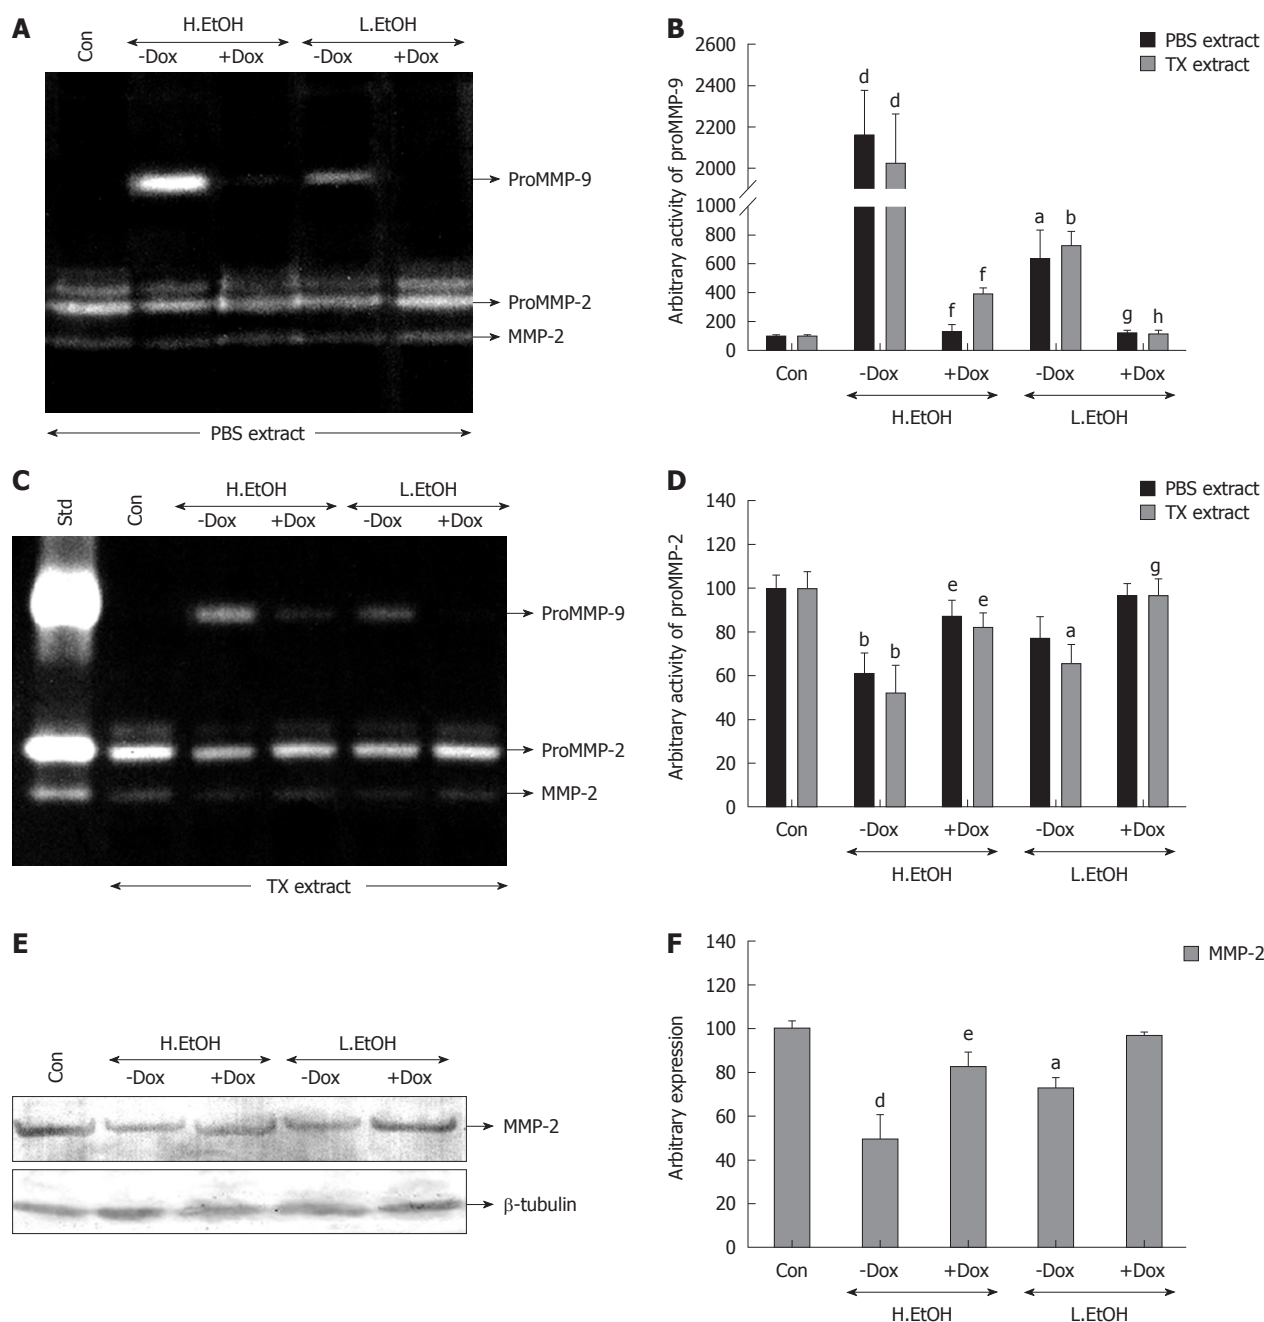 A
Con
H.EtOH
L.EtOH
-Dox
+Dox
-Dox
+Dox
ProMMP-9
ProMMP-2
MMP-2
PBS extract
B
PBS extract
TX extract
Arbitrary activity of proMMP-9
2600
2400
2200
2000
1000
800
600
400
200
0
d
d
f
f
a
b
g
h
Con
-Dox
+Dox
-Dox
+Dox
H.EtOH
L.EtOH
C
Std
Con
H.EtOH
L.EtOH
-Dox
+Dox
-Dox
+Dox
ProMMP-9
ProMMP-2
MMP-2
TX extract
D
PBS extract
TX extract
Arbitrary activity of proMMP-2
140
120
100
80
60
40
20
0
b
b
e
e
a
g
Con
-Dox
+Dox
-Dox
+Dox
H.EtOH
L.EtOH
E
Con
H.EtOH
L.EtOH
-Dox
+Dox
-Dox
+Dox
MMP-2
β-tubulin
F
MMP-2
Arbitrary expression
140
120
100
80
60
40
20
0
d
e
a
Con
-Dox
+Dox
-Dox
+Dox
H.EtOH
L.EtOH